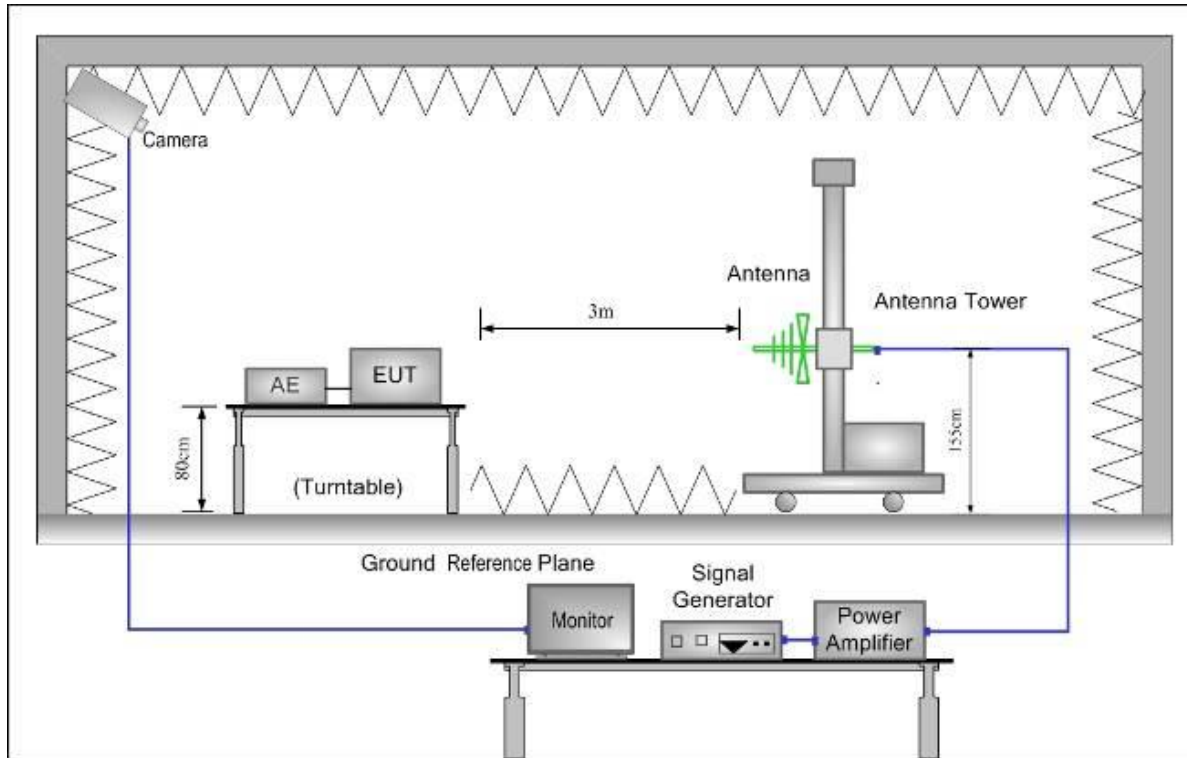 Camera
Antenna
Antenna Tower
3m
AE
EUT
80cm
(Turntable)
155cm
Ground Reference Plane
Signal
Generator
Monitor
Power
Amplifier